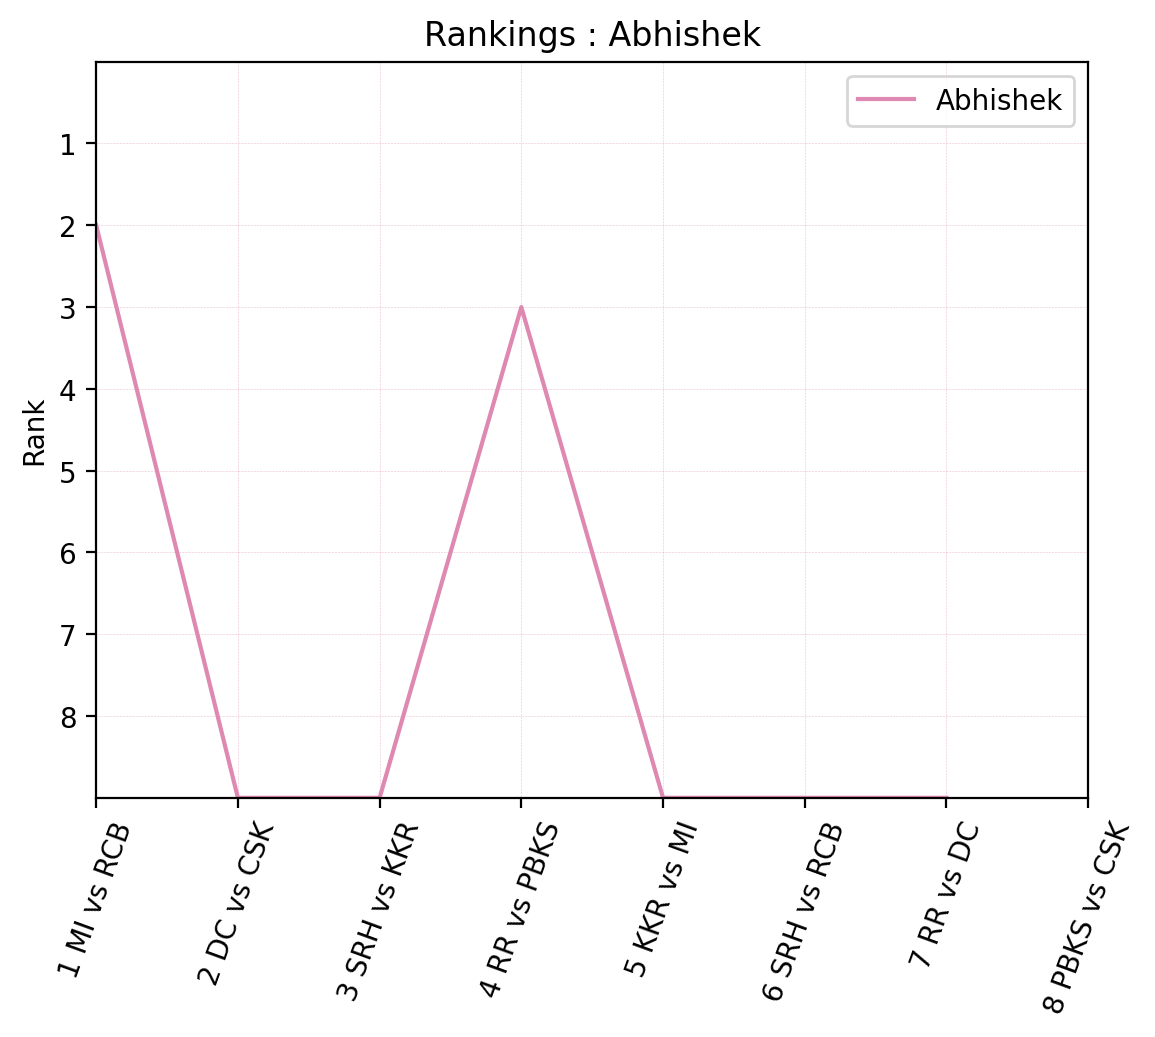 Rankings : Abhishek
Abhishek
Rank
1
2
3
4
5
6
7
8
1 MI vs RCB
2 DC vs CSK
3 SRH vs KKR
4 RR vs PBKS
5 KKR vs MI
6 SRH vs RCB
7 RR vs DC
8 PBKS vs CSK